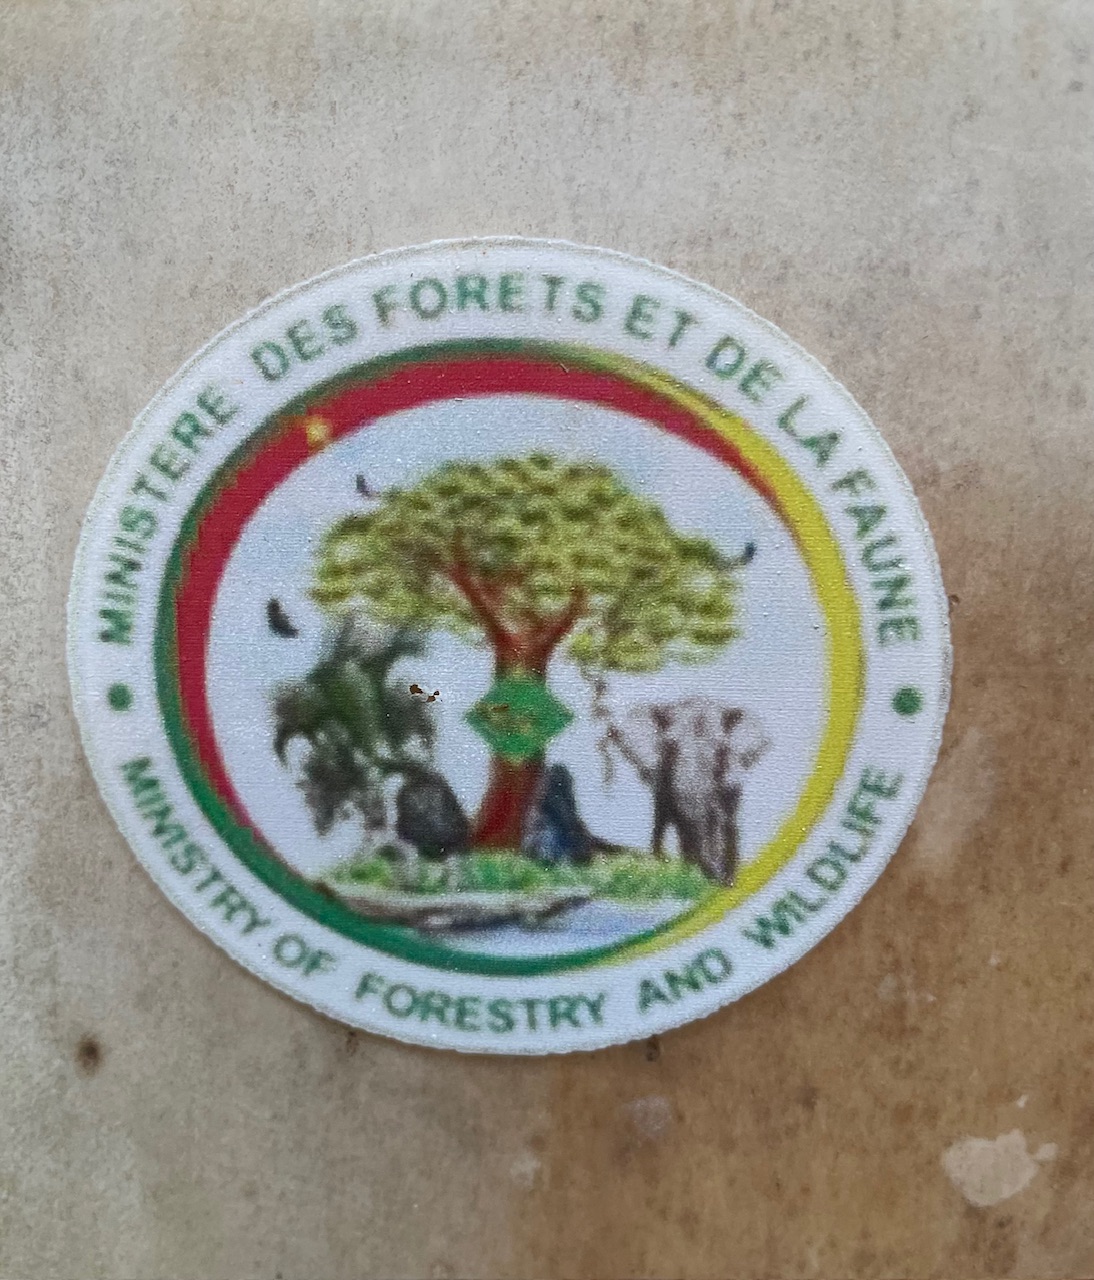 MINISTERE DES FORETS ET DE LA FAUNE
MINISTRY OF FORESTRY AND WILDLIFE